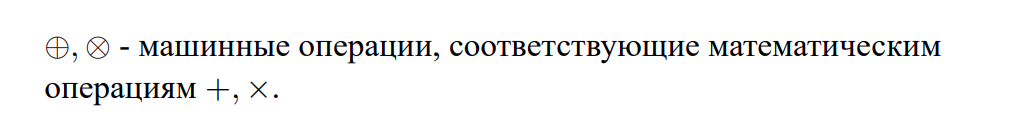 ⊕, ⊗ - машинные операции, соответствующие математическим
операциям +, ×.